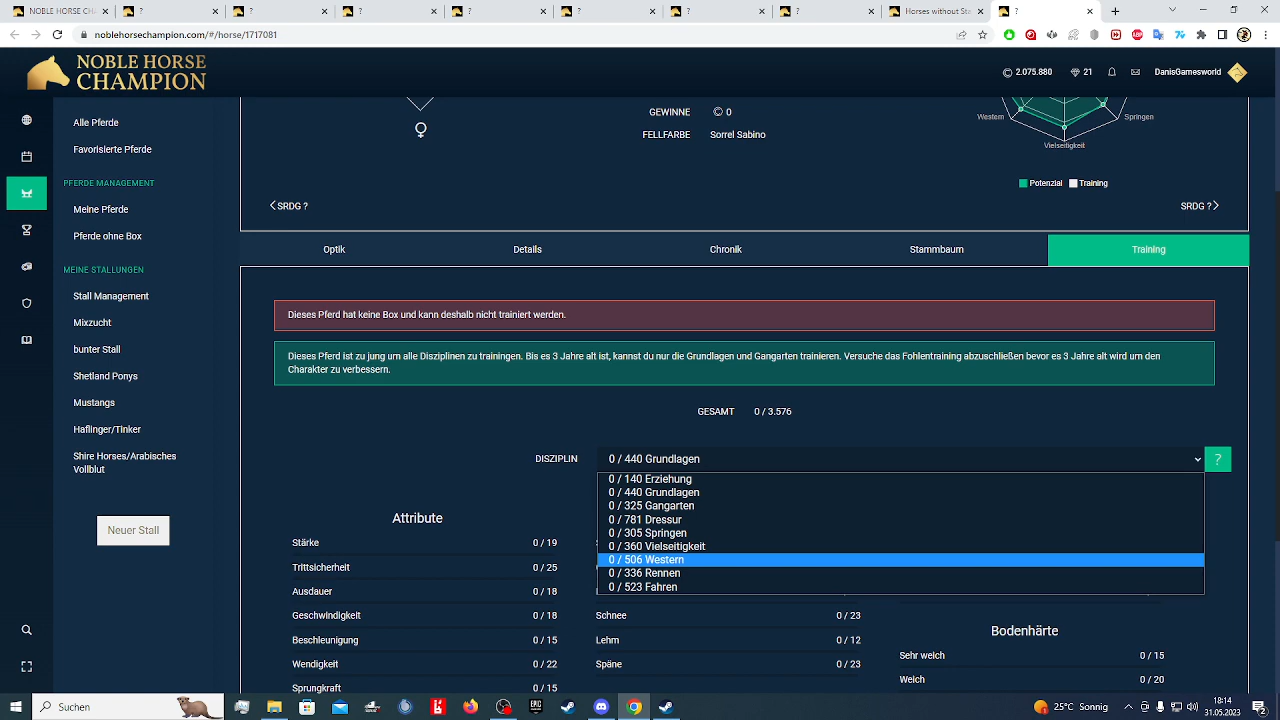 NOBLE HORSE CHA
?
?
?
?
?
?
?
Horses without Sta
?
noblehorsechampion.com/#/horse/1717081
NOBLE HORSE
CHAMPION
2.075.880
21
DanisGamesworld
Alle Pferde
Favorisierte Pferde
PFERDE MANAGEMENT
Meine Pferde
Pferde ohne Box
MEINE STALLUNGEN
Stall Management
Mixzucht
bunter Stall
Shetland Ponys
Mustangs
Haflinger/Tinker
Shire Horses/Arabisches
Vollblut
Neuer Stall
GEWINNE 0
FELLFARBE Sorrel Sabino
Western
Springen
Vielseitigkeit
Potenzial Training
SRDG ?
SRDG ?
Optik
Details
Chronik
Stammbaum
Training
Dieses Pferd hat keine Box und kann deshalb nicht trainiert werden.
Dieses Pferd ist zu jung um alle Disziplinen zu trainingen. Bis es 3 Jahre alt ist, kannst du nur die Grundlagen und Gangarten trainieren. Versuche das Fohlentraining abzuschließen bevor es 3 Jahre alt wird um den
Charakter zu verbessern.
GESAMT 0 / 3.576
DISZIPLIN 0 / 440 Grundlagen ?
0 / 140 Erziehung
0 / 440 Grundlagen
0 / 325 Gangarten
0 / 781 Dressur
0 / 305 Springen
0 / 360 Vielseitigkeit
0 / 506 Western
0 / 336 Rennen
0 / 523 Fahren
Attribute
Stärke 0 / 19
Trittsicherheit 0 / 25
Ausdauer 0 / 18
Geschwindigkeit 0 / 18
Beschleunigung 0 / 15
Wendigkeit 0 / 22
Sprungkraft 0 / 15
Schnee 0 / 23
Lehm 0 / 12
Späne 0 / 23
Bodenhärte
Sehr weich 0 / 15
Weich 0 / 20
Suchen
25°C Sonnig
18:14
31.05.2023